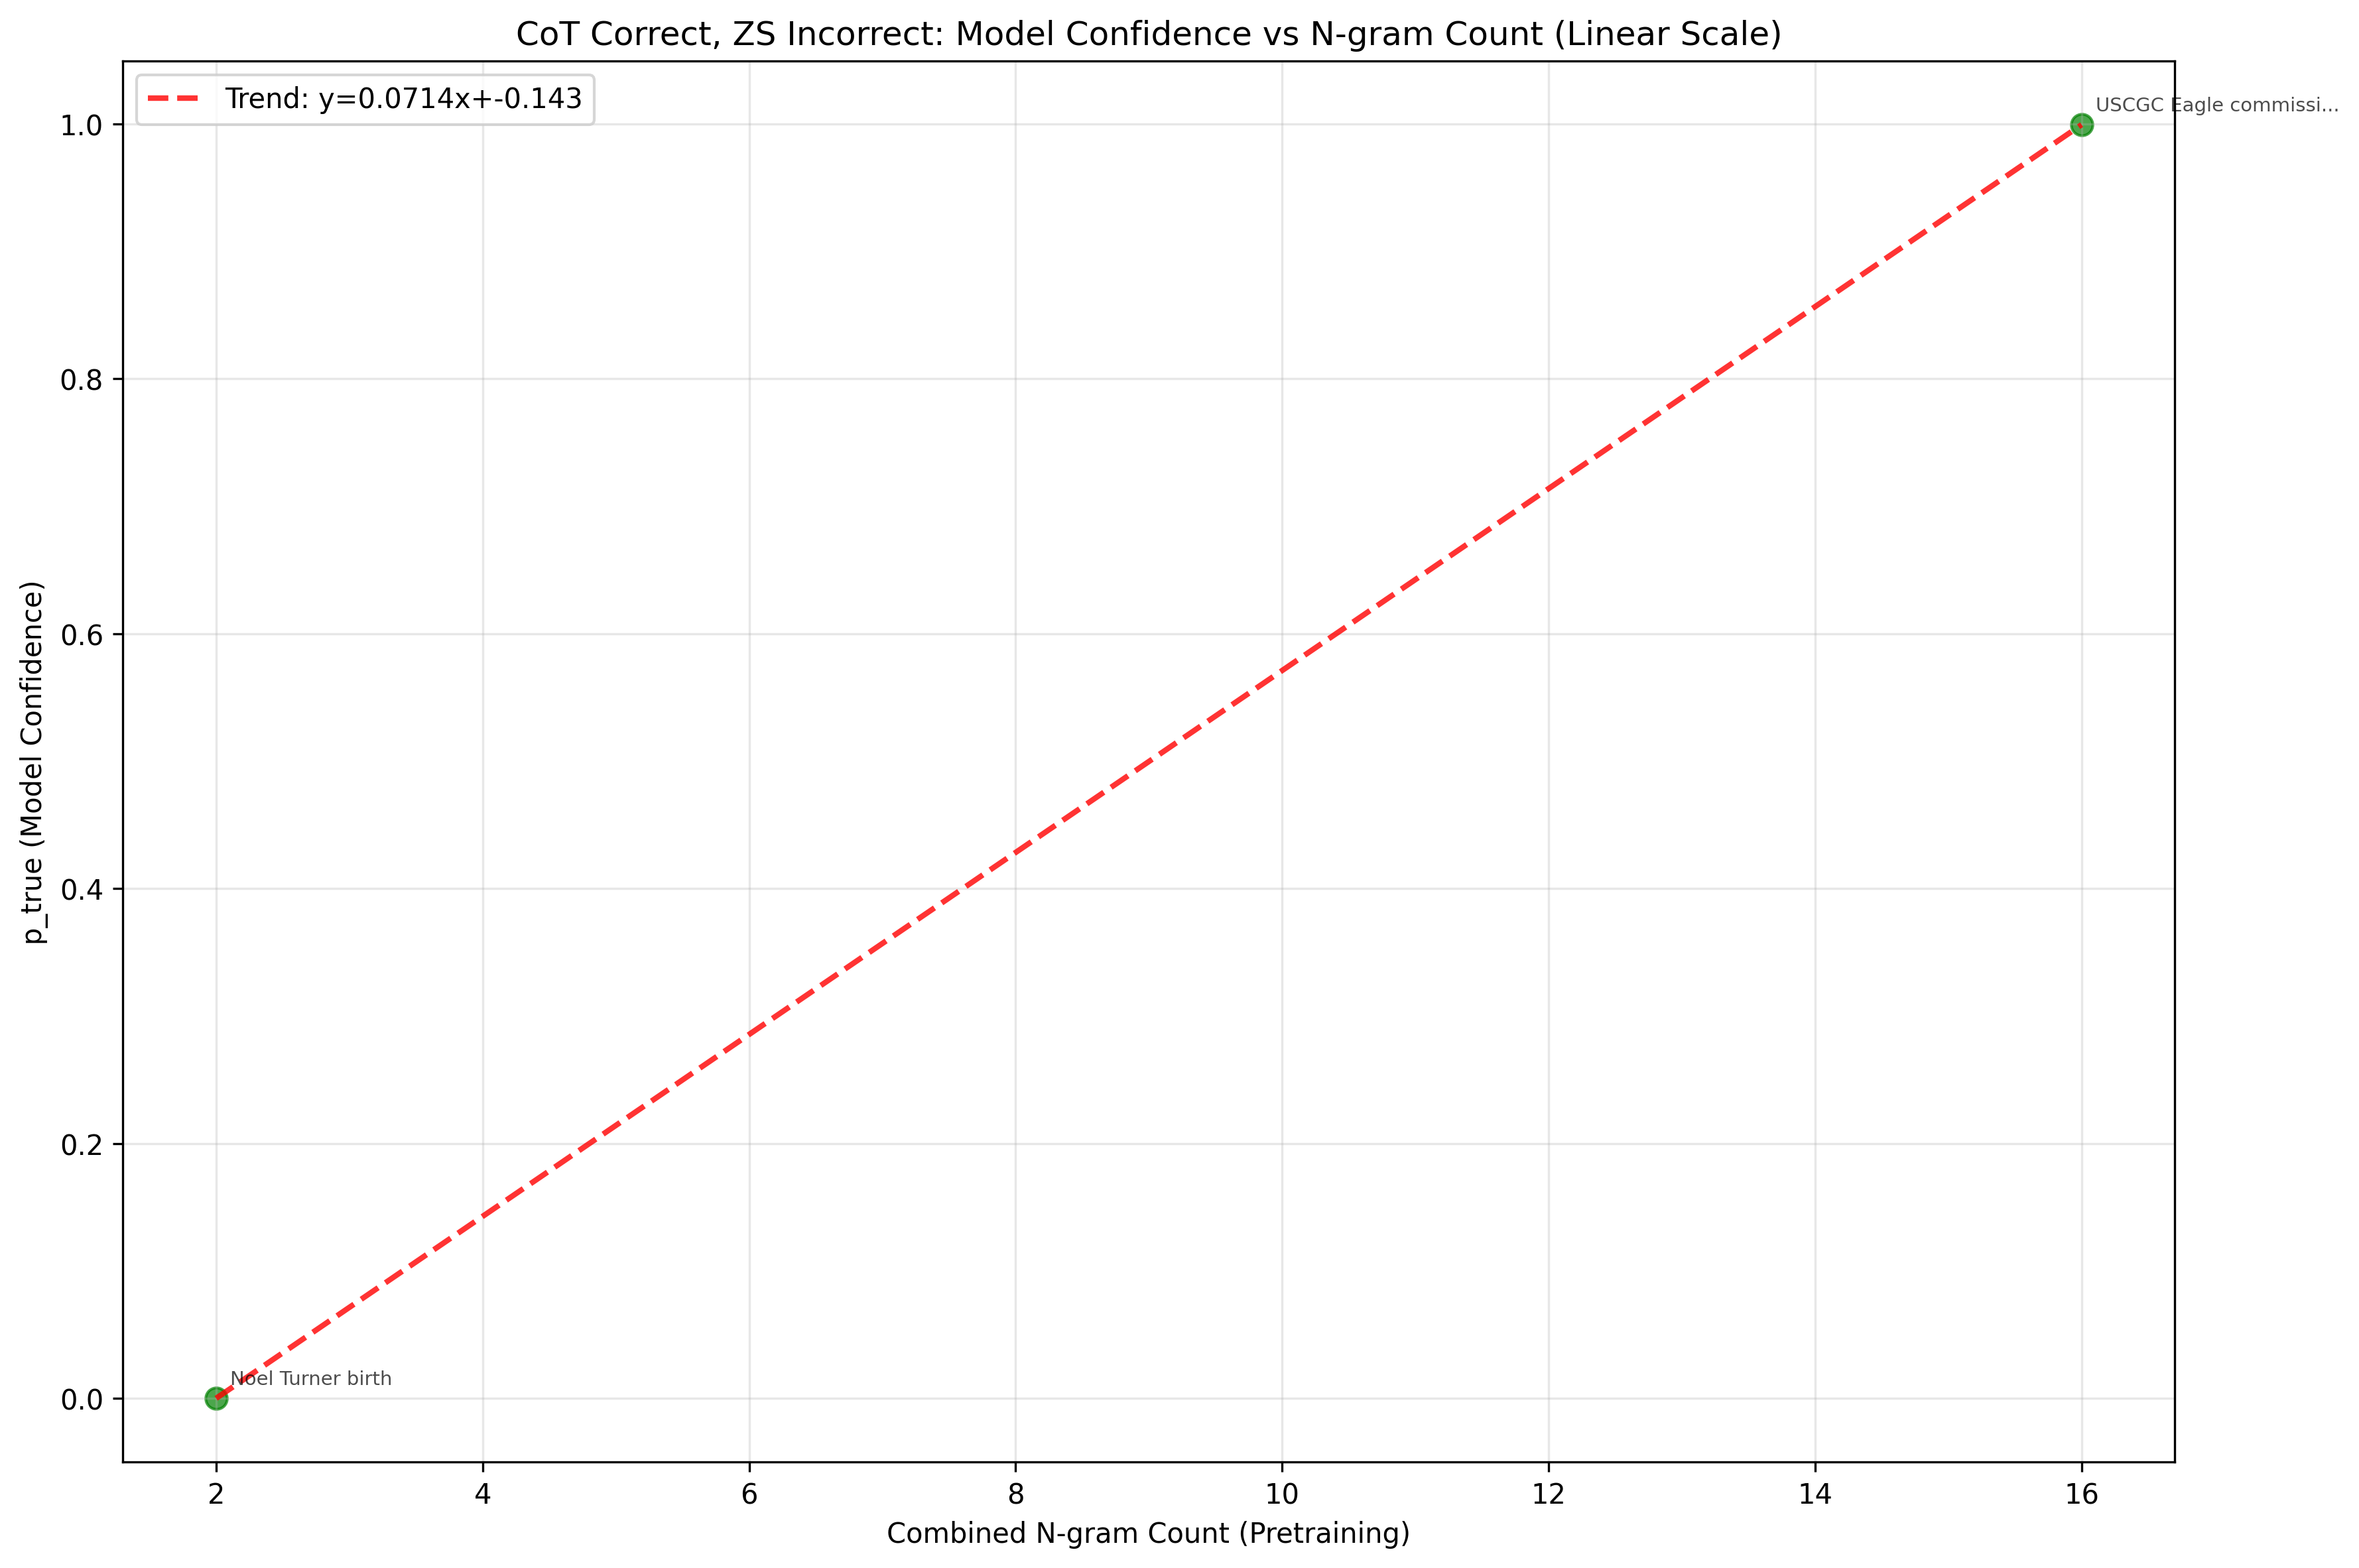 CoT Correct, ZS Incorrect: Model Confidence vs N-gram Count (Linear Scale)
Trend: y=0.0714x+-0.143
USCGC Eagle commissi...
1.0
0.8
0.6
0.4
0.2
0.0
p_true (Model Confidence)
Noel Turner birth
2 4 6 8 10 12 14 16
Combined N-gram Count (Pretraining)